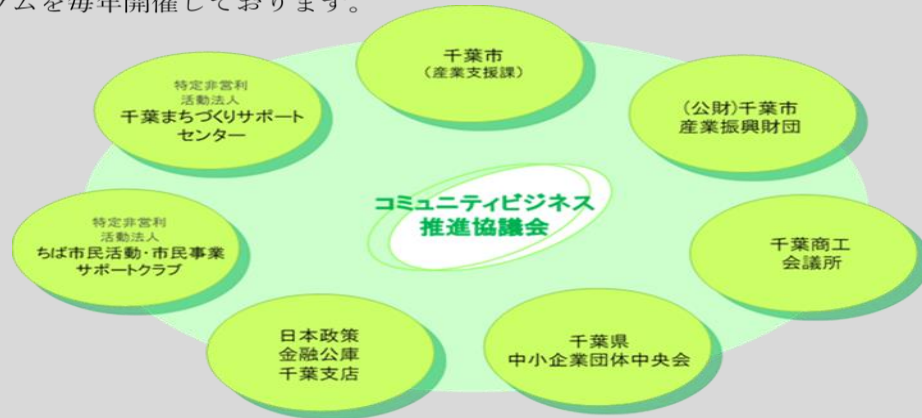 ムを毎年開催しております。
千葉市
（産業支援課）
特定非営利
活動法人
千葉まちづくりサポート
センター
(公財)千葉市
産業振興財団
コミュニティビジネス
推進協議会
特定非営利
活動法人
ちば市民活動・市民事業
サポートクラブ
千葉商工
会議所
日本政策
金融公庫
千葉支店
千葉県
中小企業団体中央会